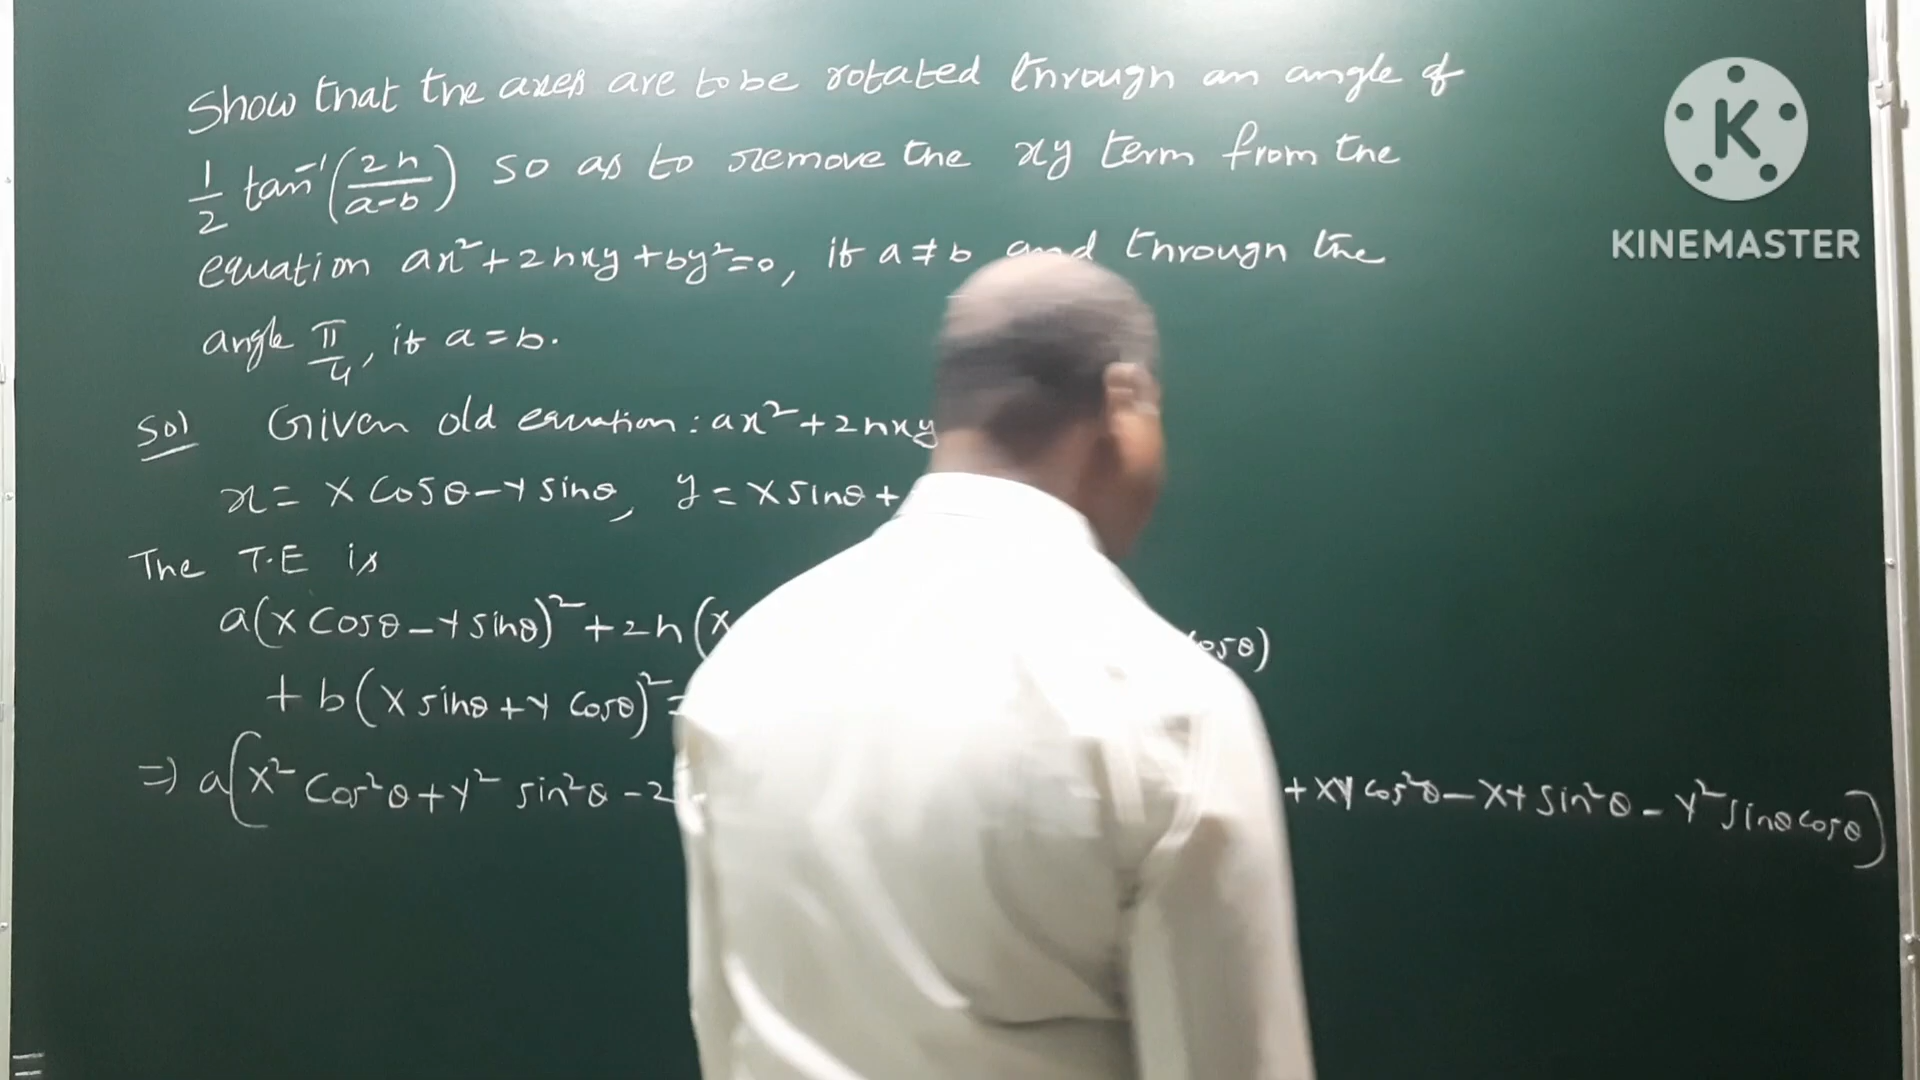 Show that the axes are to be rotated through an angle of
1/2 tan⁻¹(2h/a-b) so as to remove the xy term from the
equation ax²+2hxy+by²=0, if a≠b and through the
angle π/4, if a=b.
Sol Given old equation: ax²+2hxy
x = X Cosθ-Y sinθ, y = X sinθ +
The T.E is
a(X Cosθ-Y sinθ)²+2h(X cosθ)
+ b(X sinθ+Y Cosθ)²=
⇒ a(X² Cos²θ+Y² sin²θ -2 +XY cos²θ-XY sin²θ - Y² sinθ cosθ)
K
KINEMASTER